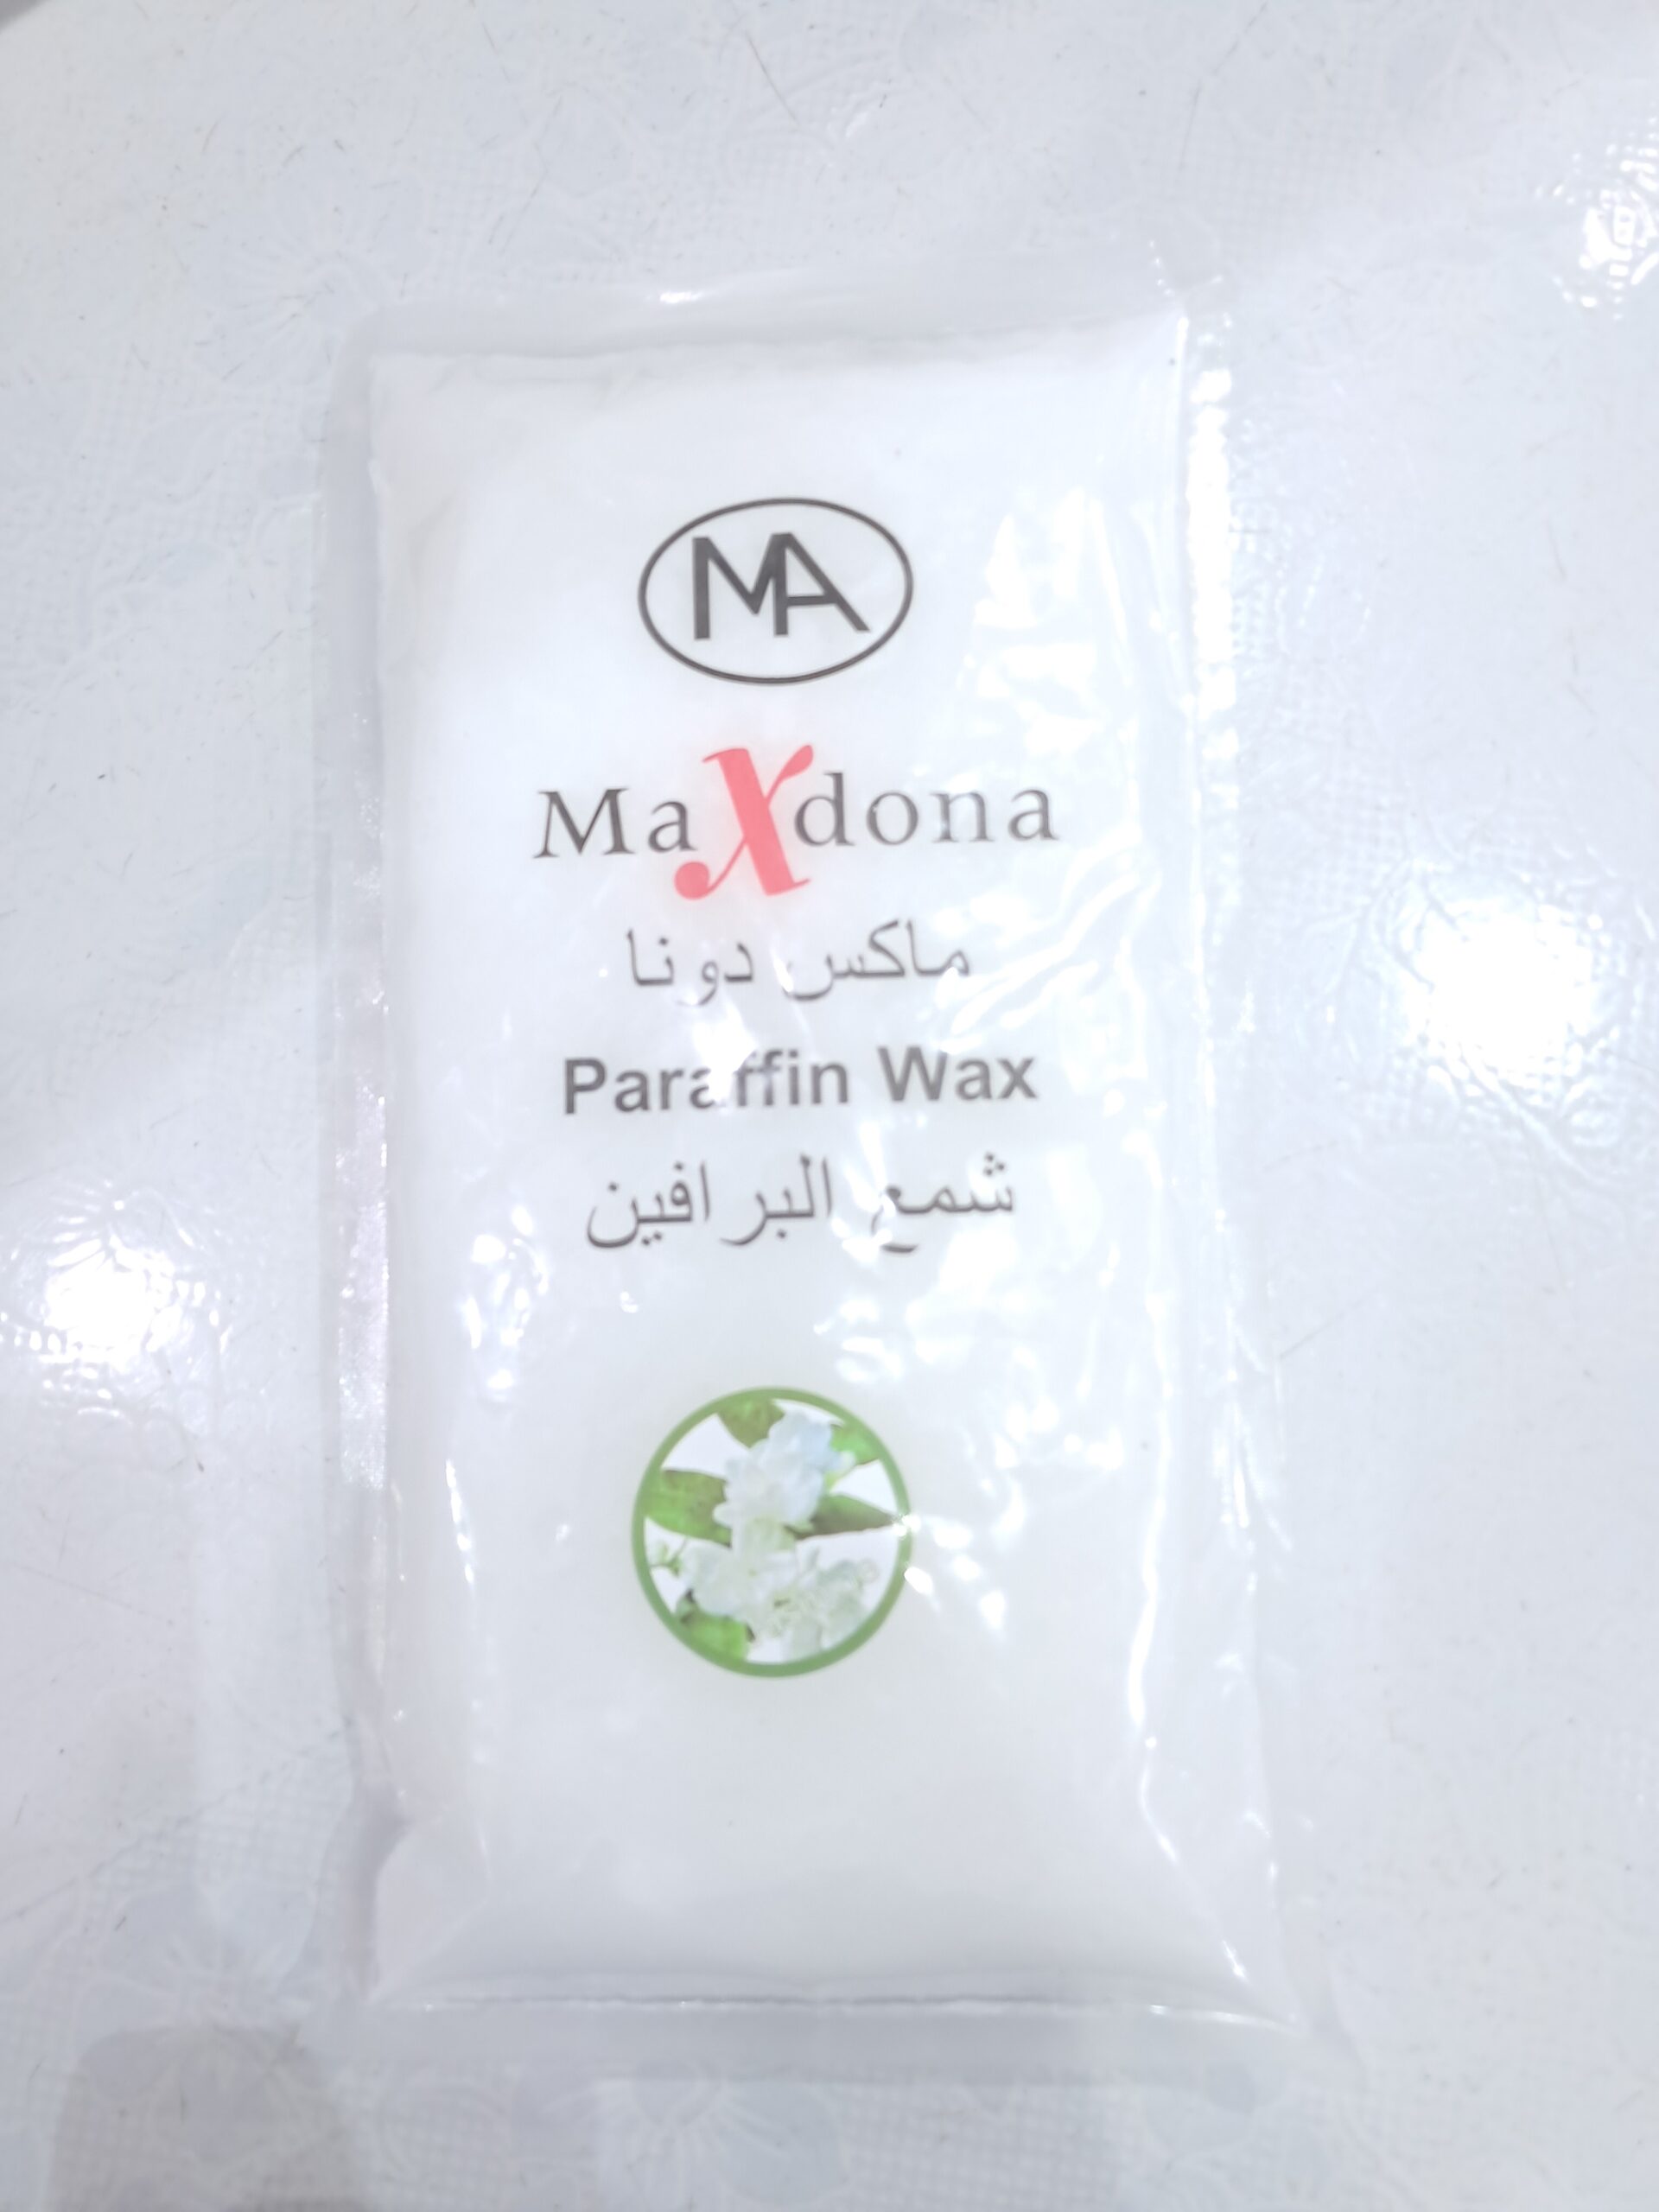 MA
MaXdona
ماكس دونا
Paraffin Wax
شمع البرافين